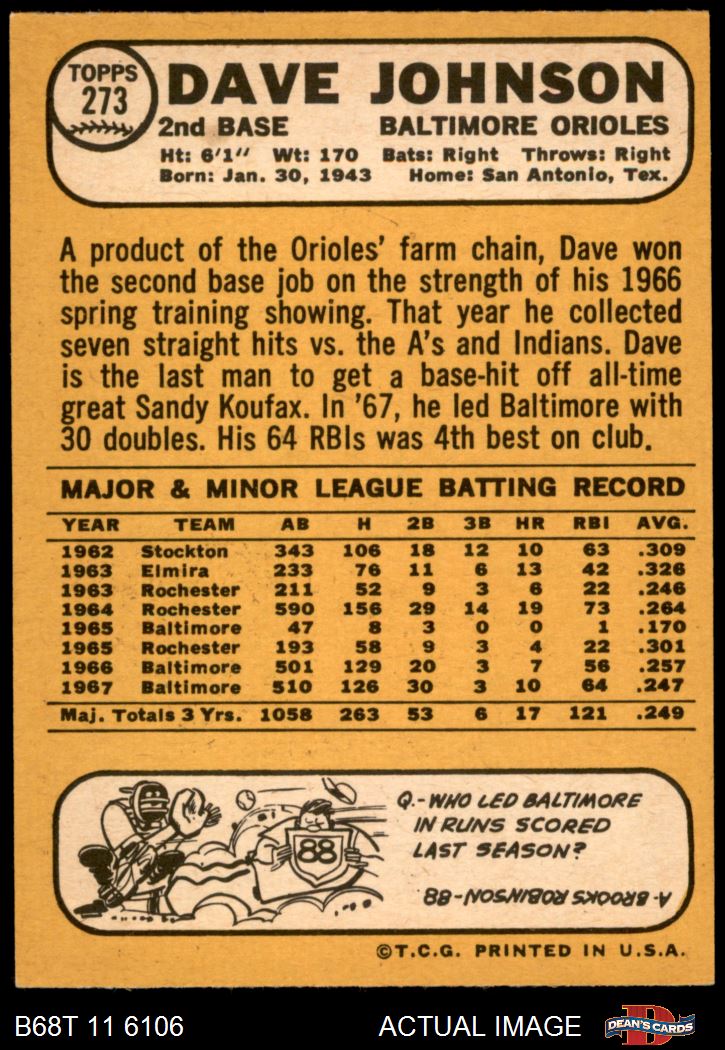 TOPPS
273
DAVE JOHNSON
2nd BASE BALTIMORE ORIOLES
Ht: 6'1" Wt: 170 Bats: Right Throws: Right
Born: Jan. 30, 1943 Home: San Antonio, Tex.
A product of the Orioles' farm chain, Dave won
the second base job on the strength of his 1966
spring training showing. That year he collected
seven straight hits vs. the A's and Indians. Dave
is the last man to get a base-hit off all-time
great Sandy Koufax. In '67, he led Baltimore with
30 doubles. His 64 RBIs was 4th best on club.
MAJOR & MINOR LEAGUE BATTING RECORD
YEAR TEAM AB H 2B 3B HR RBI AVG.
1962 Stockton 343 106 18 12 10 63 .309
1963 Elmira 233 76 11 6 13 42 .326
1963 Rochester 211 52 9 3 6 22 .246
1964 Rochester 590 156 29 14 19 73 .264
1965 Baltimore 47 8 3 0 0 1 .170
1965 Rochester 193 58 9 3 4 22 .301
1966 Baltimore 501 129 20 3 7 56 .257
1967 Baltimore 510 126 30 3 10 64 .247
Maj. Totals 3 Yrs. 1058 263 53 6 17 121 .249
88
Q.-WHO LED BALTIMORE
IN RUNS SCORED
LAST SEASON?
A-BROOKS ROBINSON-88
©T.C.G. PRINTED IN U.S.A.
B68T 11 6106 ACTUAL IMAGE
D
DEAN'S CARDS